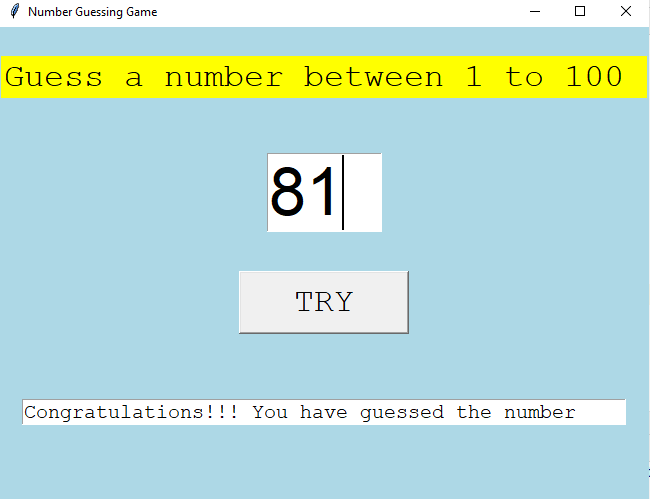 Number Guessing Game
Guess a number between 1 to 100
81
TRY
Congratulations!!! You have guessed the number